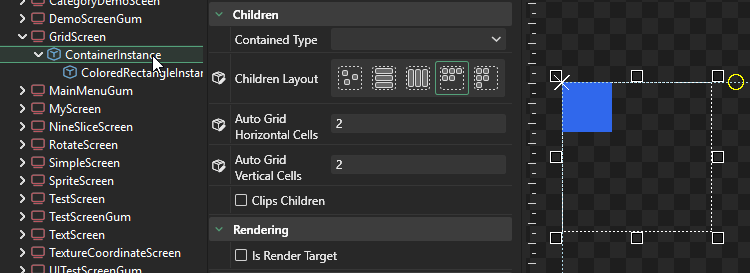 CategoryDemoScreen
DemoScreenGum
GridScreen
ContainerInstance
ColoredRectangleInstar
MainMenuGum
MyScreen
NineSliceScreen
RotateScreen
SimpleScreen
SpriteScreen
TestScreen
TestScreenGum
TextScreen
TextureCoordinateScreen
UITestScreenGum
Children
Contained Type
Children Layout
Auto Grid
Horizontal Cells
2
Auto Grid
Vertical Cells
2
Clips Children
Rendering
Is Render Target